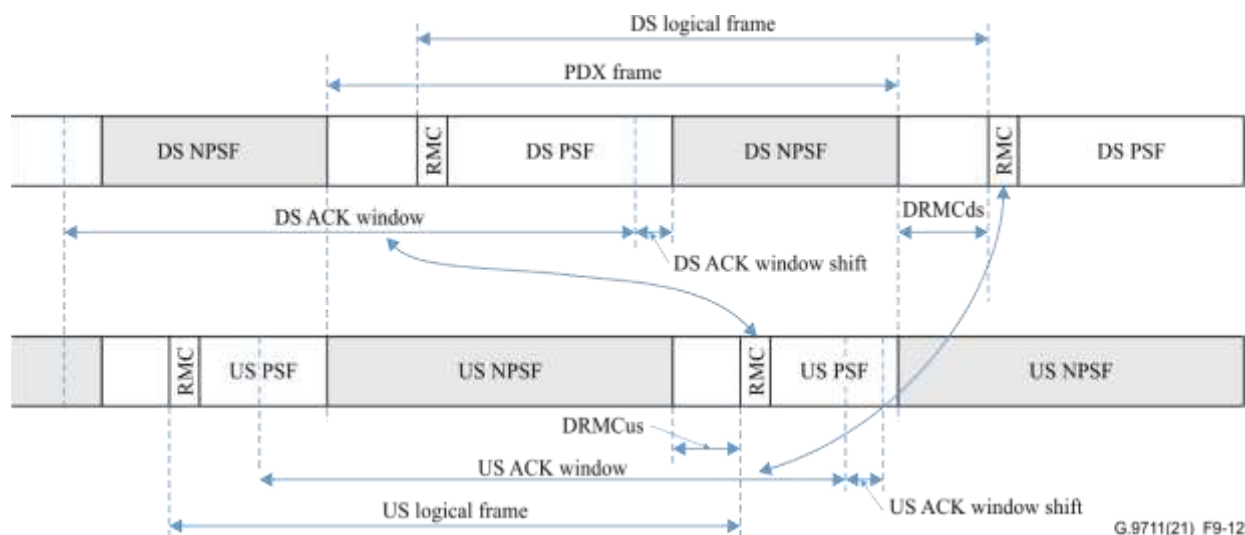 DS logical frame
PDX frame
DS NPSF
RMC
DS PSF
DS NPSF
RMC
DS PSF
DS ACK window
DRMCds
DS ACK window shift
RMC
US PSF
US NPSF
RMC
US PSF
US NPSF
DRMCus
US ACK window
US logical frame
US ACK window shift
G.9711(21)_F9-12